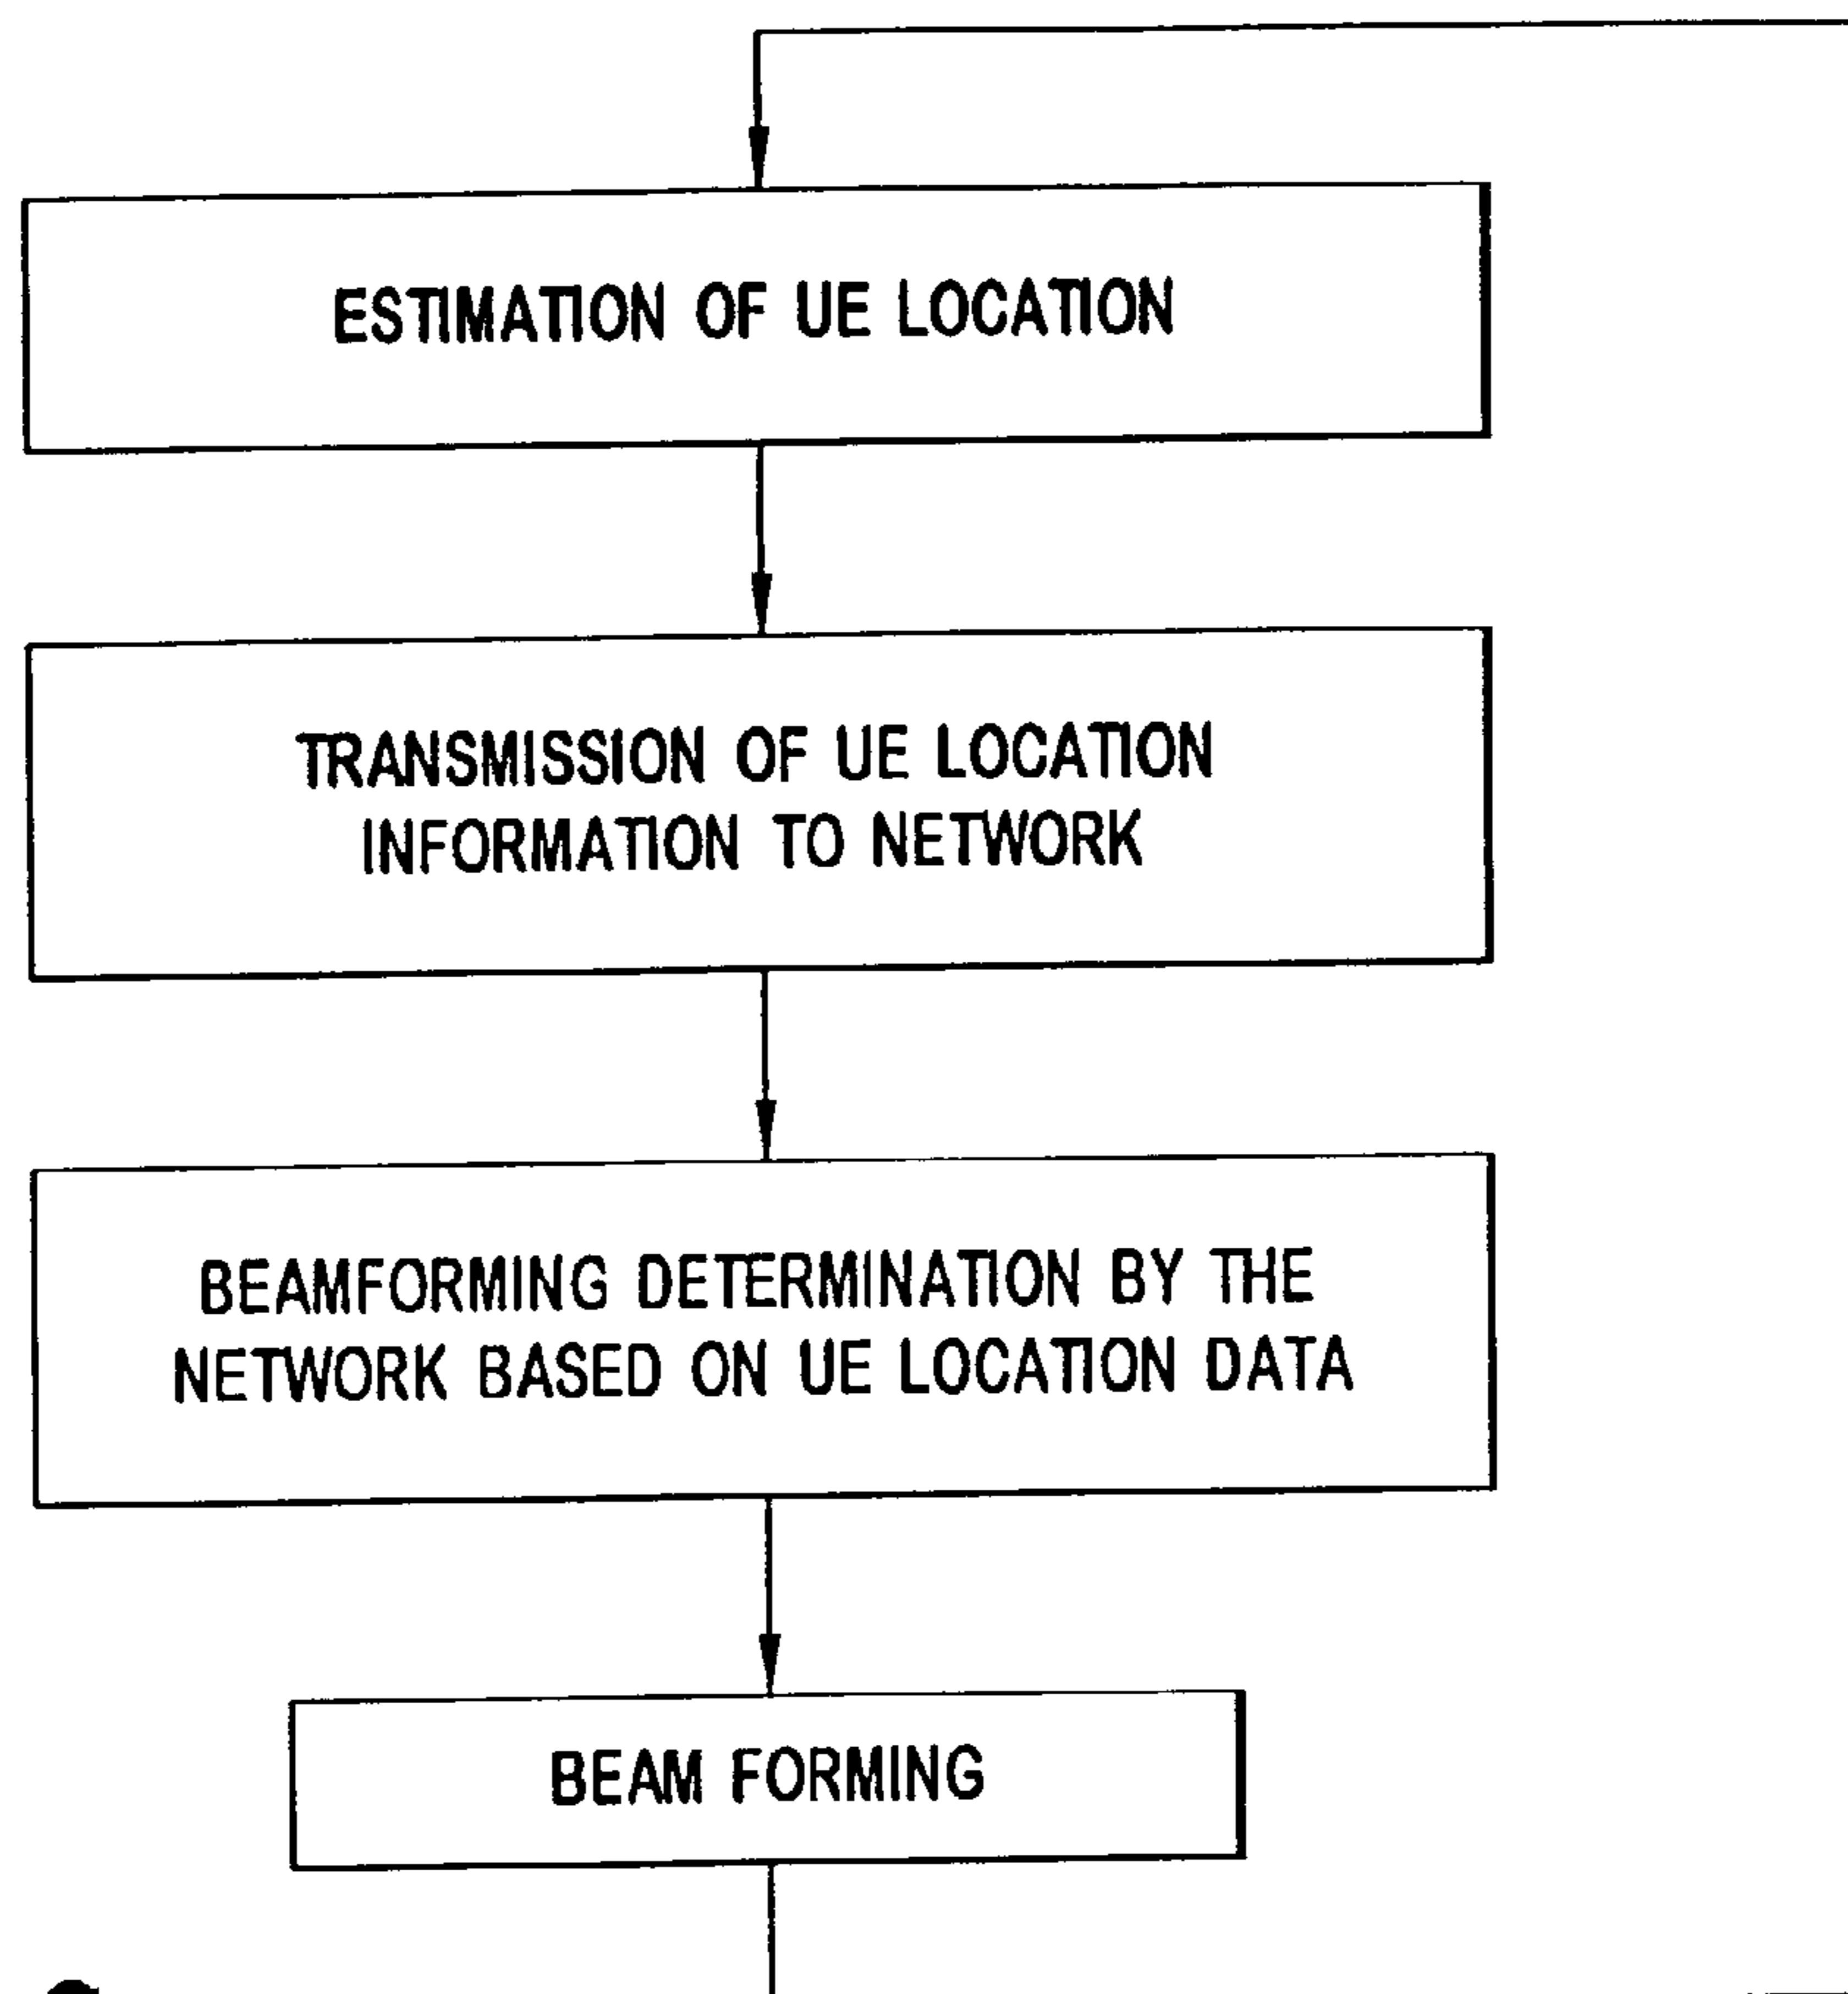 ESTIMATION OF UE LOCATION
TRANSMISSION OF UE LOCATION
INFORMATION TO NETWORK
BEAMFORMING DETERMINATION BY THE
NETWORK BASED ON UE LOCATION DATA
BEAM FORMING